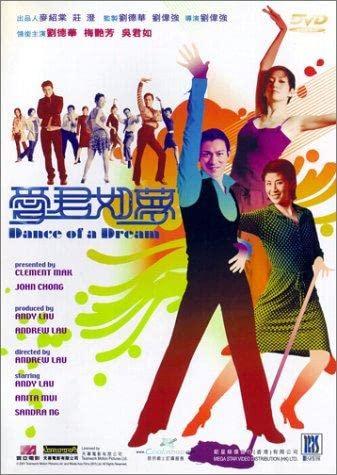 出品人 麥紹棠 莊 澄 監製 劉德華 劉偉強 導演 劉偉強
領銜主演 劉德華 梅艷芳 吳君如
DVD
愛君如夢
Dance of a Dream
presented by
CLEMENT MAK
JOHN CHONG
produced by
ANDY LAU
ANDREW LAU
directed by
ANDREW LAU
starring
ANDY LAU
ANITA MUI
SANDRA NG
MEGA STAR VIDEO DISTRIBUTION (HK) LTD.